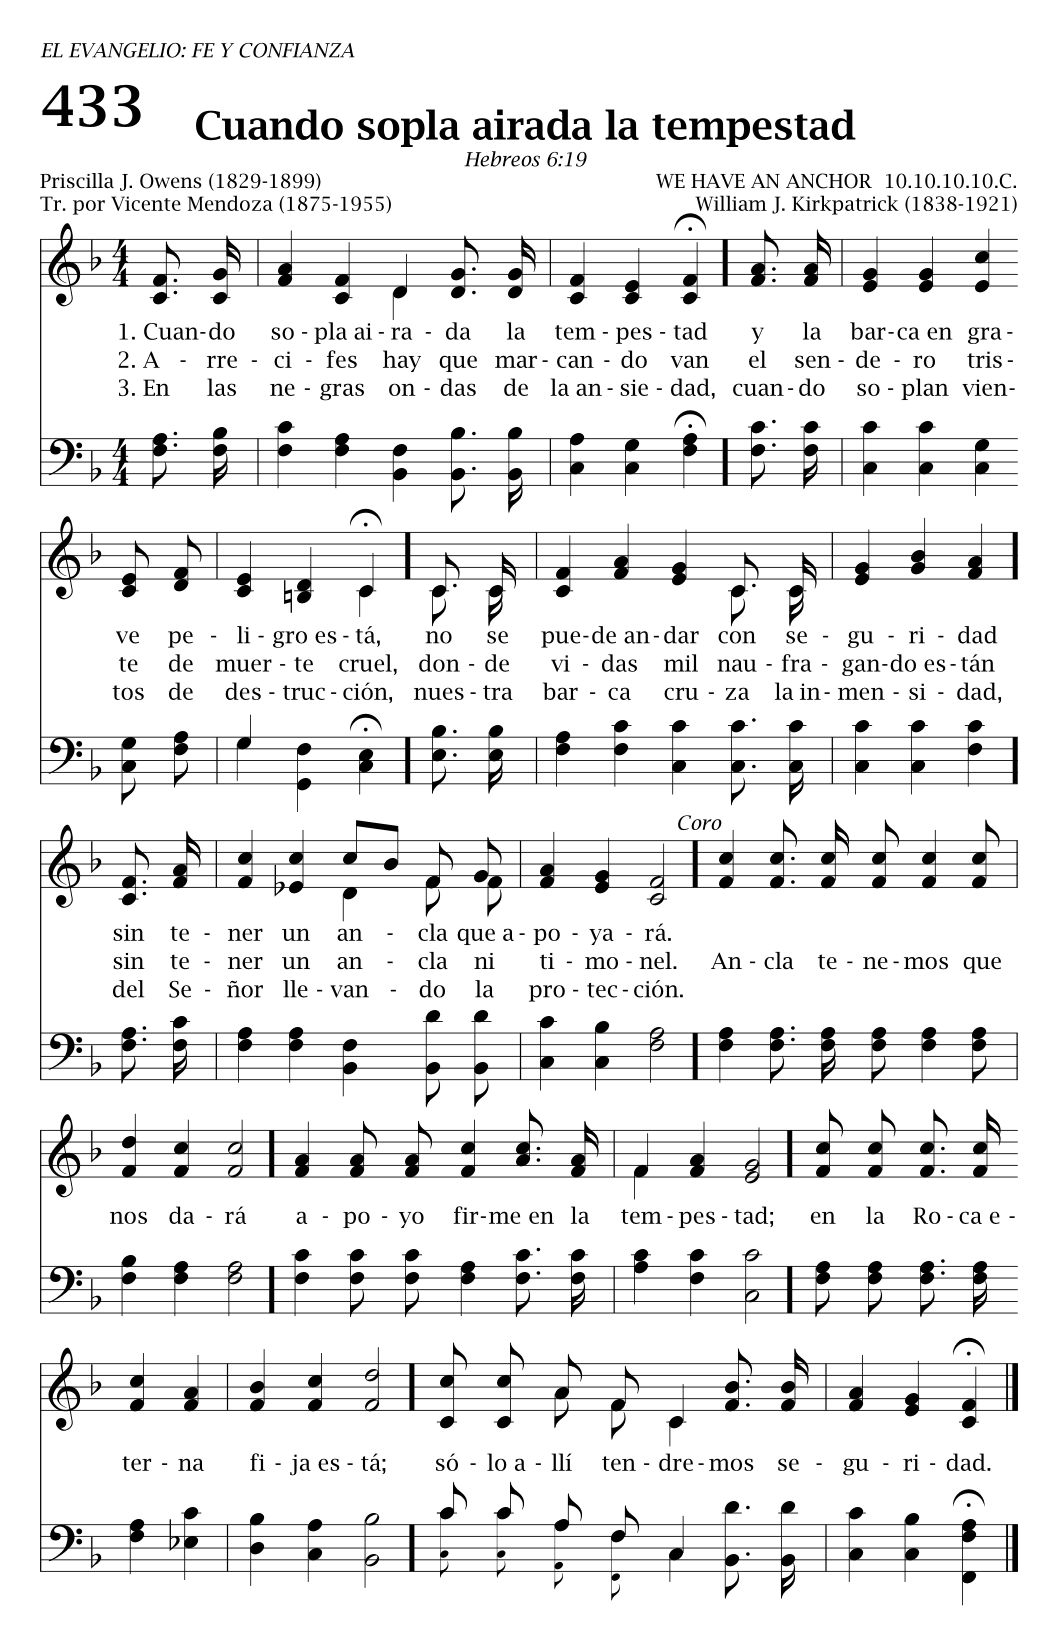 EL EVANGELIO: FE Y CONFIANZA
433
Cuando sopla airada la tempestad
Hebreos 6:19
Priscilla J. Owens (1829-1899)
WE HAVE AN ANCHOR 10.10.10.10.C.
Tr. por Vicente Mendoza (1875-1955)
William J. Kirkpatrick (1838-1921)
1. Cuan-do so - pla ai - ra - da la tem - pes - tad y la bar-ca en gra -
2. A - rre - ci - fes hay que mar - can - do van el sen - de - ro tris -
3. En las ne - gras on - das de la an - sie - dad, cuan - do so - plan vien-
ve pe - li - gro es - tá, no se pue-de an-dar con se - gu - ri - dad
te de muer - te cruel, don - de vi - das mil nau - fra - gan-do es-tán
tos de des - truc - ción, nues - tra bar - ca cru - za la in - men - si - dad,
Coro
sin te - ner un an - cla que a - po - ya - rá.
sin te - ner un an - cla ni ti - mo - nel. An - cla te - ne - mos que
del Se - ñor lle - van - do la pro - tec - ción.
nos da - rá a - po - yo fir-me en la tem - pes - tad; en la Ro - ca e -
ter - na fi - ja es - tá; só - lo a - llí ten - dre - mos se - gu - ri - dad.